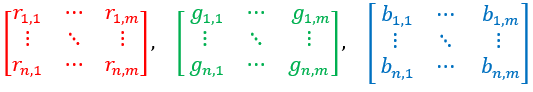 [r1,1 ⋯ r1,m ⋮ ⋱ ⋮ rn,1 ⋯ rn,m], [g1,1 ⋯ g1,m ⋮ ⋱ ⋮ gn,1 ⋯ gn,m], [b1,1 ⋯ b1,m ⋮ ⋱ ⋮ bn,1 ⋯ bn,m]